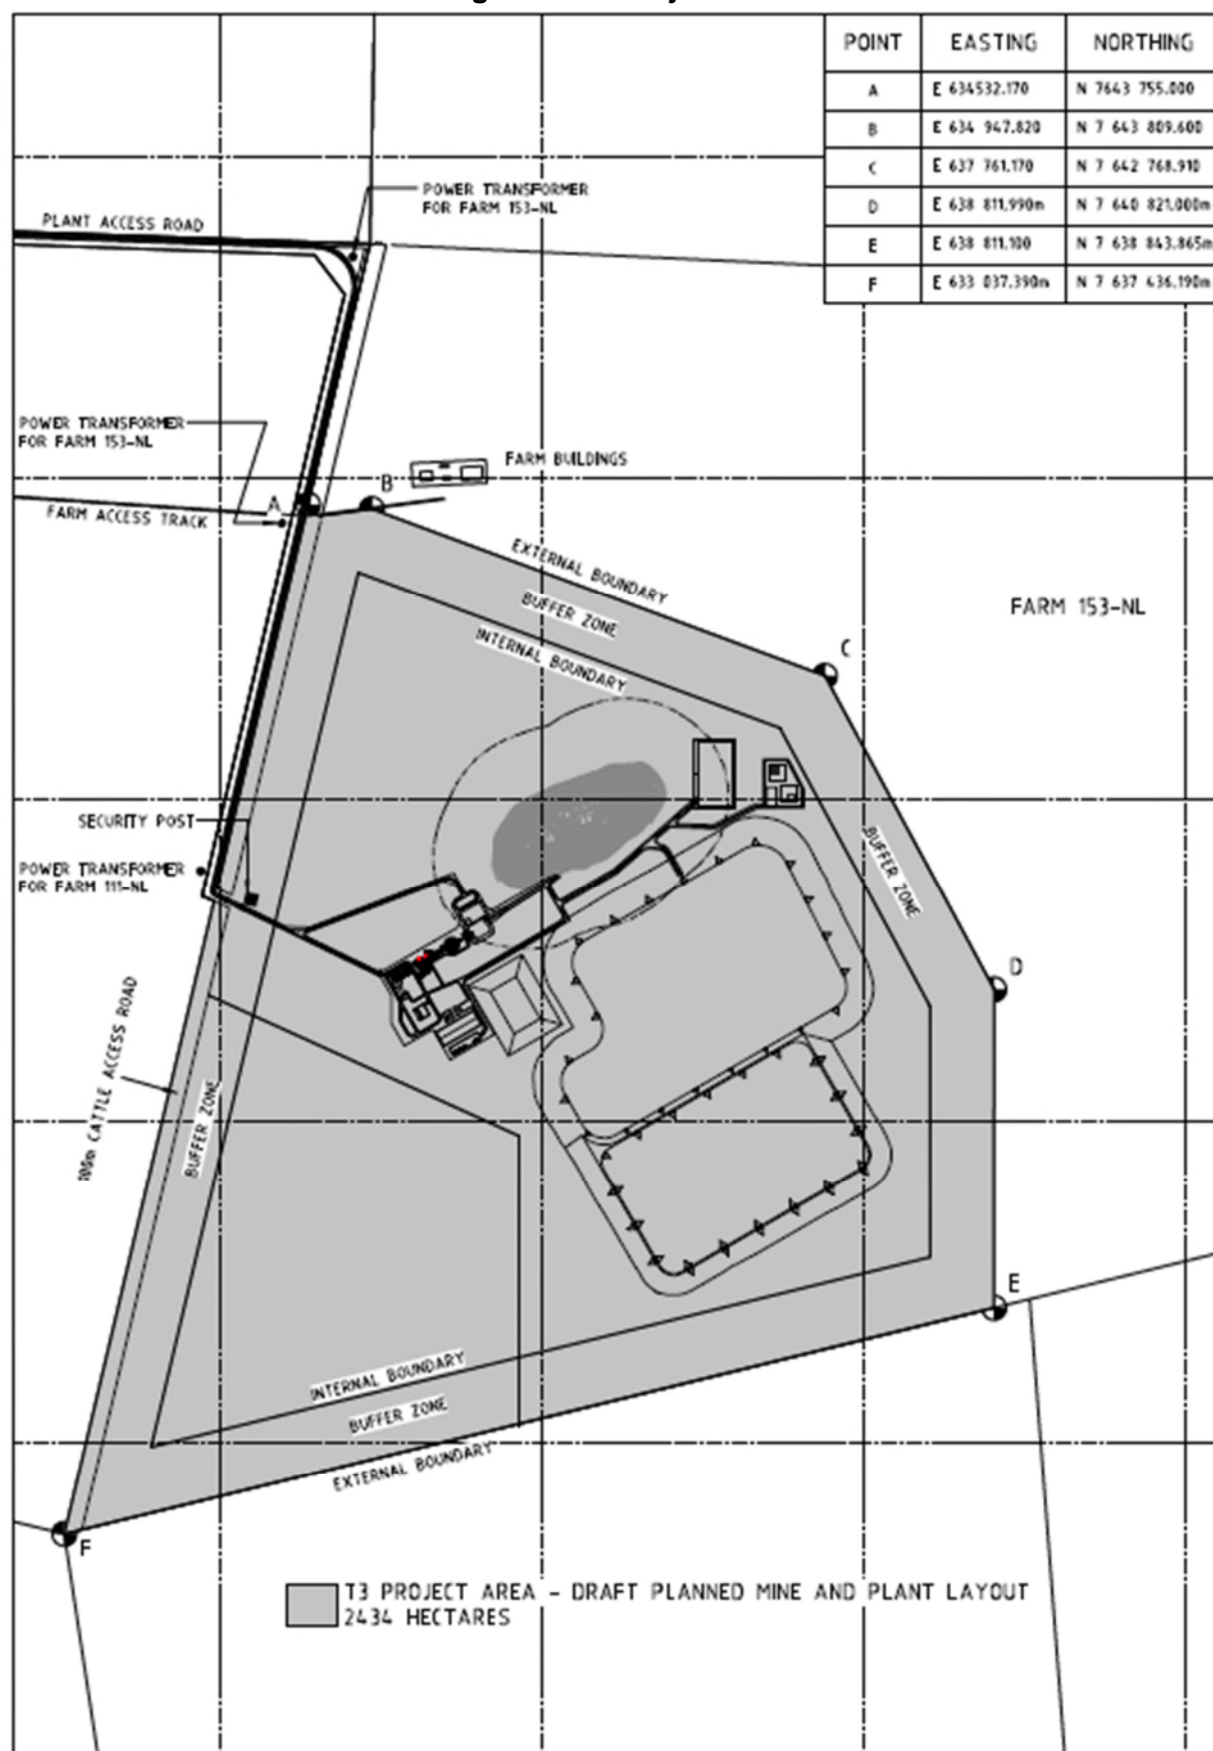 POINT EASTING NORTHING
A E 634532.170 N 7643 755.000
B E 634 947.820 N 7 643 809.600
C E 637 761.170 N 7 642 768.910
D E 638 811.990m N 7 640 821.000m
E E 638 811.100 N 7 638 843.865m
F E 633 037.390m N 7 637 436.190m
POWER TRANSFORMER
FOR FARM 153-NL
PLANT ACCESS ROAD
POWER TRANSFORMER
FOR FARM 153-NL
FARM BUILDINGS
A
B
FARM ACCESS TRACK
EXTERNAL BOUNDARY
BUFFER ZONE
INTERNAL BOUNDARY
FARM 153-NL
C
SECURITY POST
POWER TRANSFORMER
FOR FARM 111-NL
BUFFER ZONE
D
100m CATTLE ACCESS ROAD
BUFFER ZONE
E
INTERNAL BOUNDARY
BUFFER ZONE
EXTERNAL BOUNDARY
F
T3 PROJECT AREA - DRAFT PLANNED MINE AND PLANT LAYOUT
2434 HECTARES